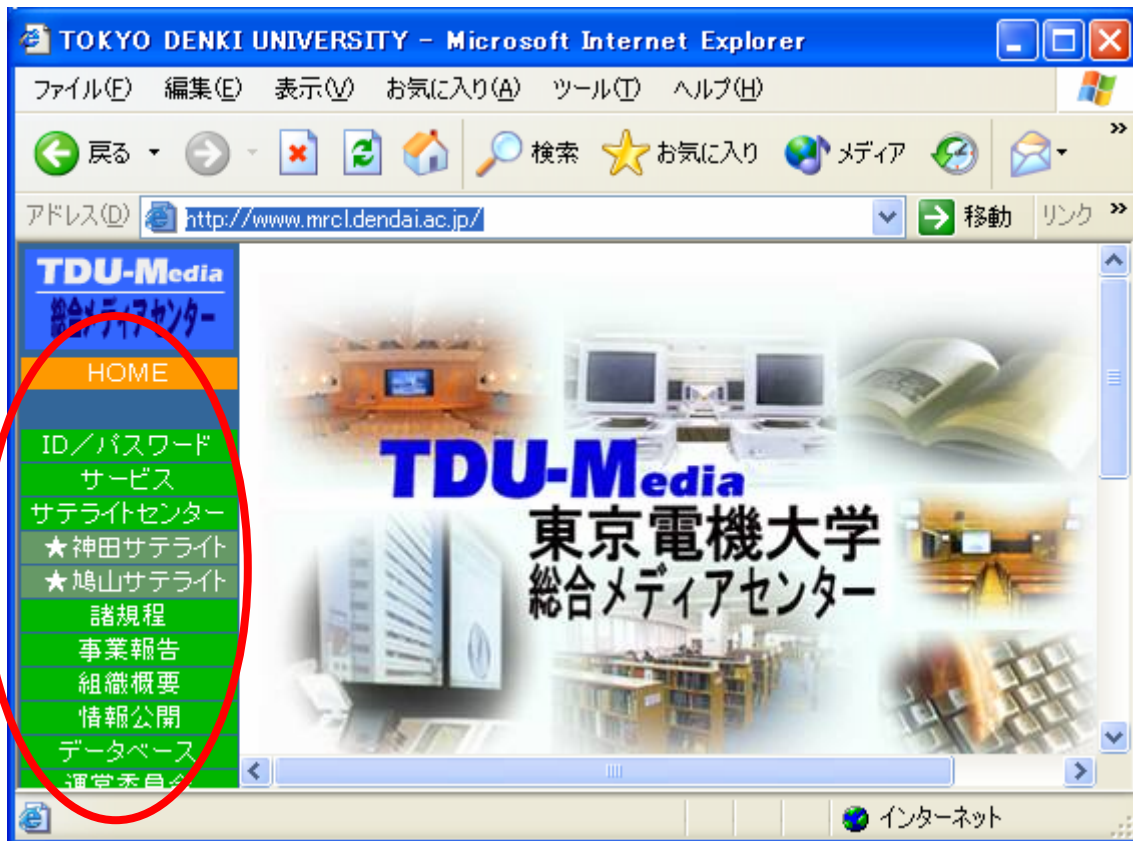 TOKYO DENKI UNIVERSITY - Microsoft Internet Explorer
ファイル(F) 編集(E) 表示(V) お気に入り(A) ツール(T) ヘルプ(H)
戻る 検索 お気に入り メディア »
アドレス(D) http://www.mrcl.dendai.ac.jp/ 移動 リンク »
TDU-Media
総合メディアセンター
HOME
ID／パスワード
サービス
サテライトセンター
★神田サテライト
★鳩山サテライト
諸規程
事業報告
組織概要
情報公開
データベース
運営委員会
TDU-Media
東京電機大学
総合メディアセンター
インターネット